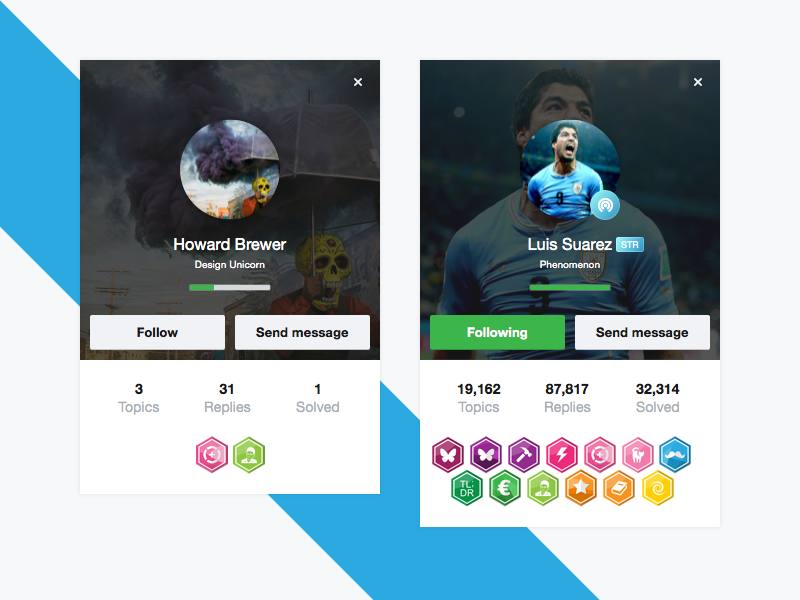 Howard Brewer
Design Unicorn
Follow
Send message
3
31
1
Topics
Replies
Solved
Luis Suarez STR
Phenomenon
9
Following
Send message
19,162
87,817
32,314
Topics
Replies
Solved
TL;
DR
€